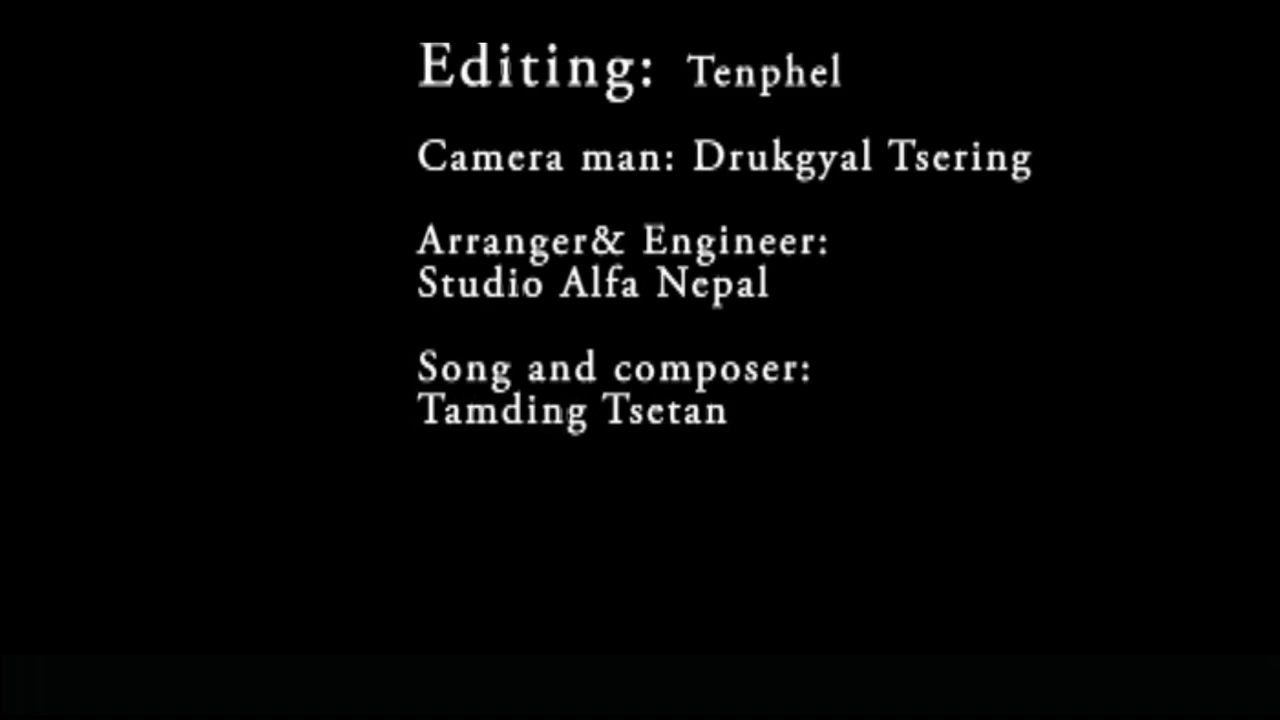 Editing: Tenphel
Camera man: Drukgyal Tsering
Arranger& Engineer:
Studio Alfa Nepal
Song and composer:
Tamding Tsetan